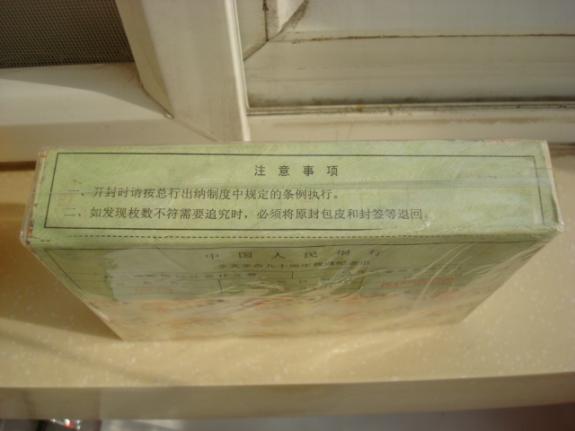 注意事项
一、开封时请按总行出纳制度中规定的条例执行。
二、如发现枚数不符需要追究时，必须将原封包皮和封签等退回。
中国人民银行